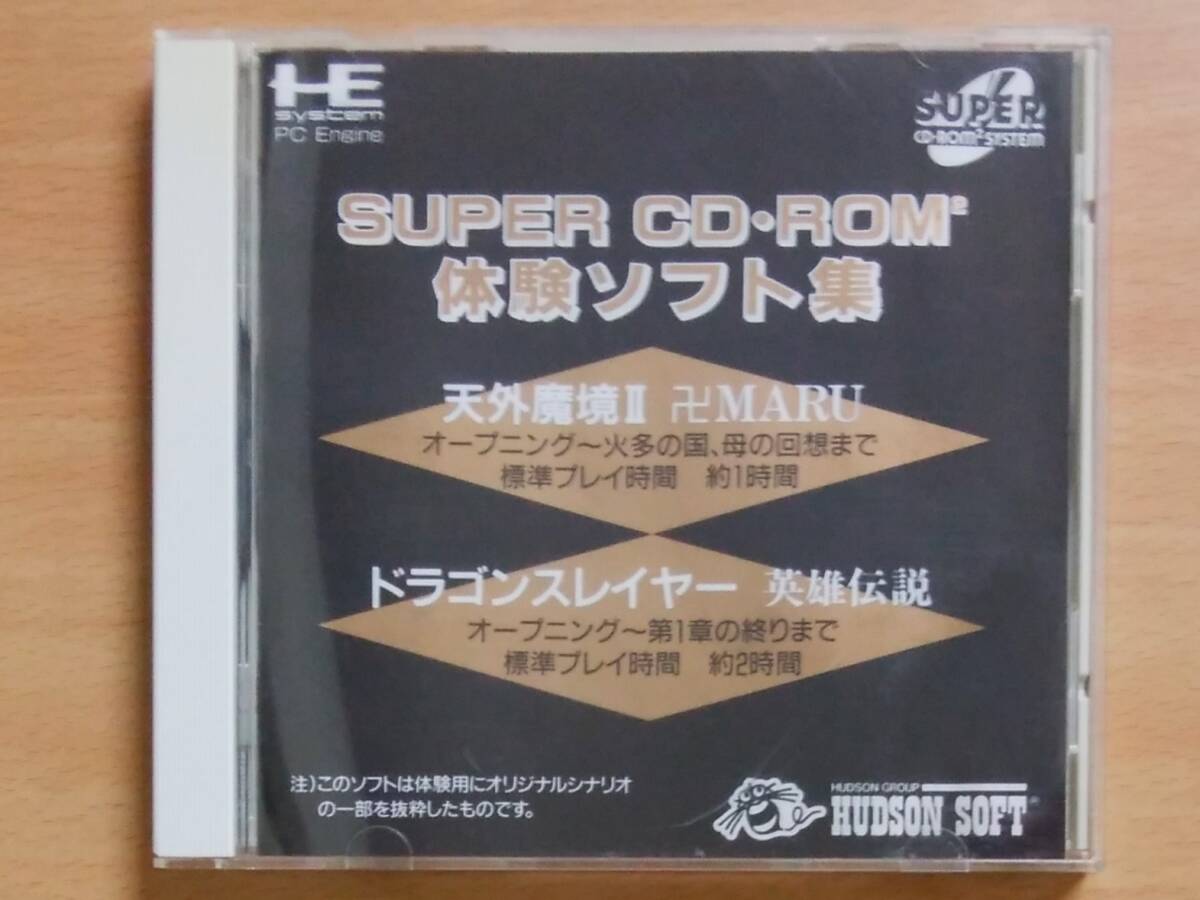 HE
system
PC Engine
SUPER
CD-ROM² SYSTEM
SUPER CD・ROM²
体験ソフト集
天外魔境II 卍MARU
オープニング〜火多の国、母の回想まで
標準プレイ時間 約1時間
ドラゴンスレイヤー 英雄伝説
オープニング〜第1章の終りまで
標準プレイ時間 約2時間
注)このソフトは体験用にオリジナルシナリオ
の一部を抜粋したものです。
HUDSON GROUP
HUDSON SOFT